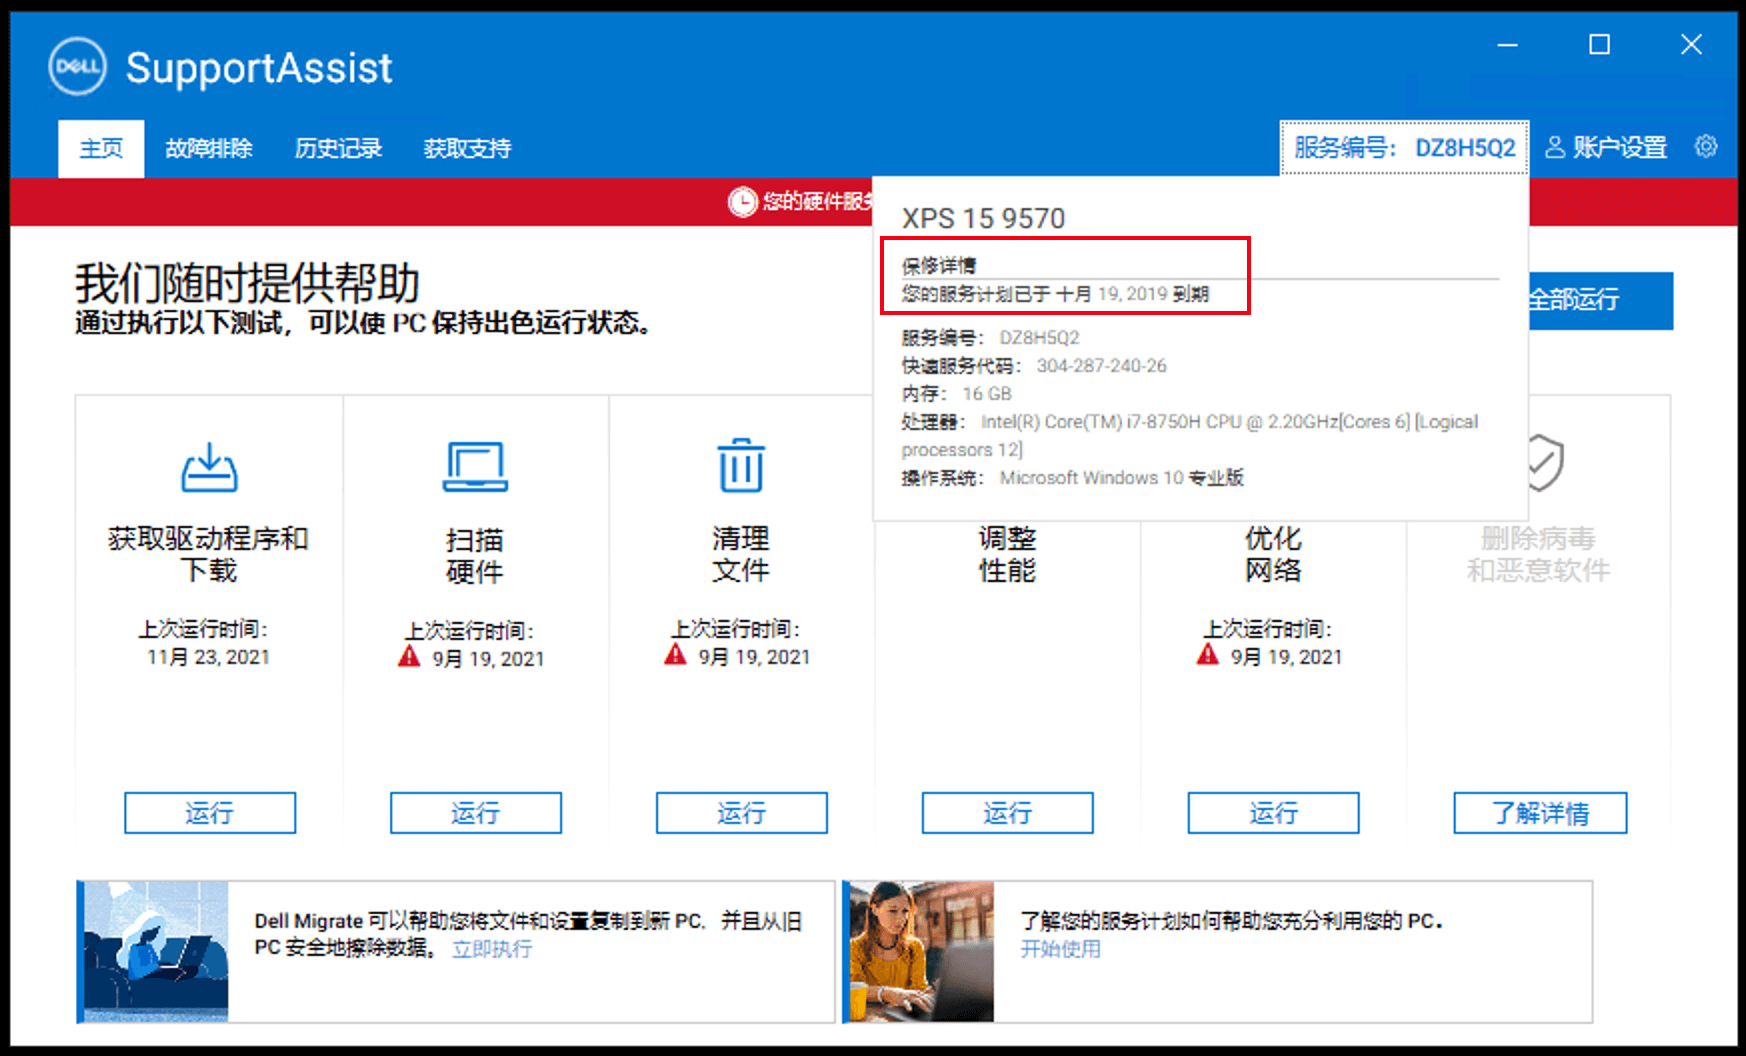 DELL SupportAssist
主页 故障排除 历史记录 获取支持 服务编号： DZ8H5Q2 账户设置
您的硬件服务
XPS 15 9570
保修详情
您的服务计划已于 十月 19, 2019 到期
服务编号： DZ8H5Q2
快速服务代码： 304-287-240-26
内存： 16 GB
处理器： Intel(R) Core(TM) i7-8750H CPU @ 2.20GHz[Cores 6] [Logical
processors 12]
操作系统： Microsoft Windows 10 专业版
我们随时提供帮助
通过执行以下测试，可以使 PC 保持出色运行状态。
全部运行
获取驱动程序和
下载
上次运行时间：
11月 23, 2021
运行
扫描
硬件
上次运行时间：
9月 19, 2021
运行
清理
文件
上次运行时间：
9月 19, 2021
运行
调整
性能
运行
优化
网络
上次运行时间：
9月 19, 2021
运行
删除病毒
和恶意软件
了解详情
Dell Migrate 可以帮助您将文件和设置复制到新 PC，并且从旧
PC 安全地擦除数据。 立即执行
了解您的服务计划如何帮助您充分利用您的 PC.
开始使用